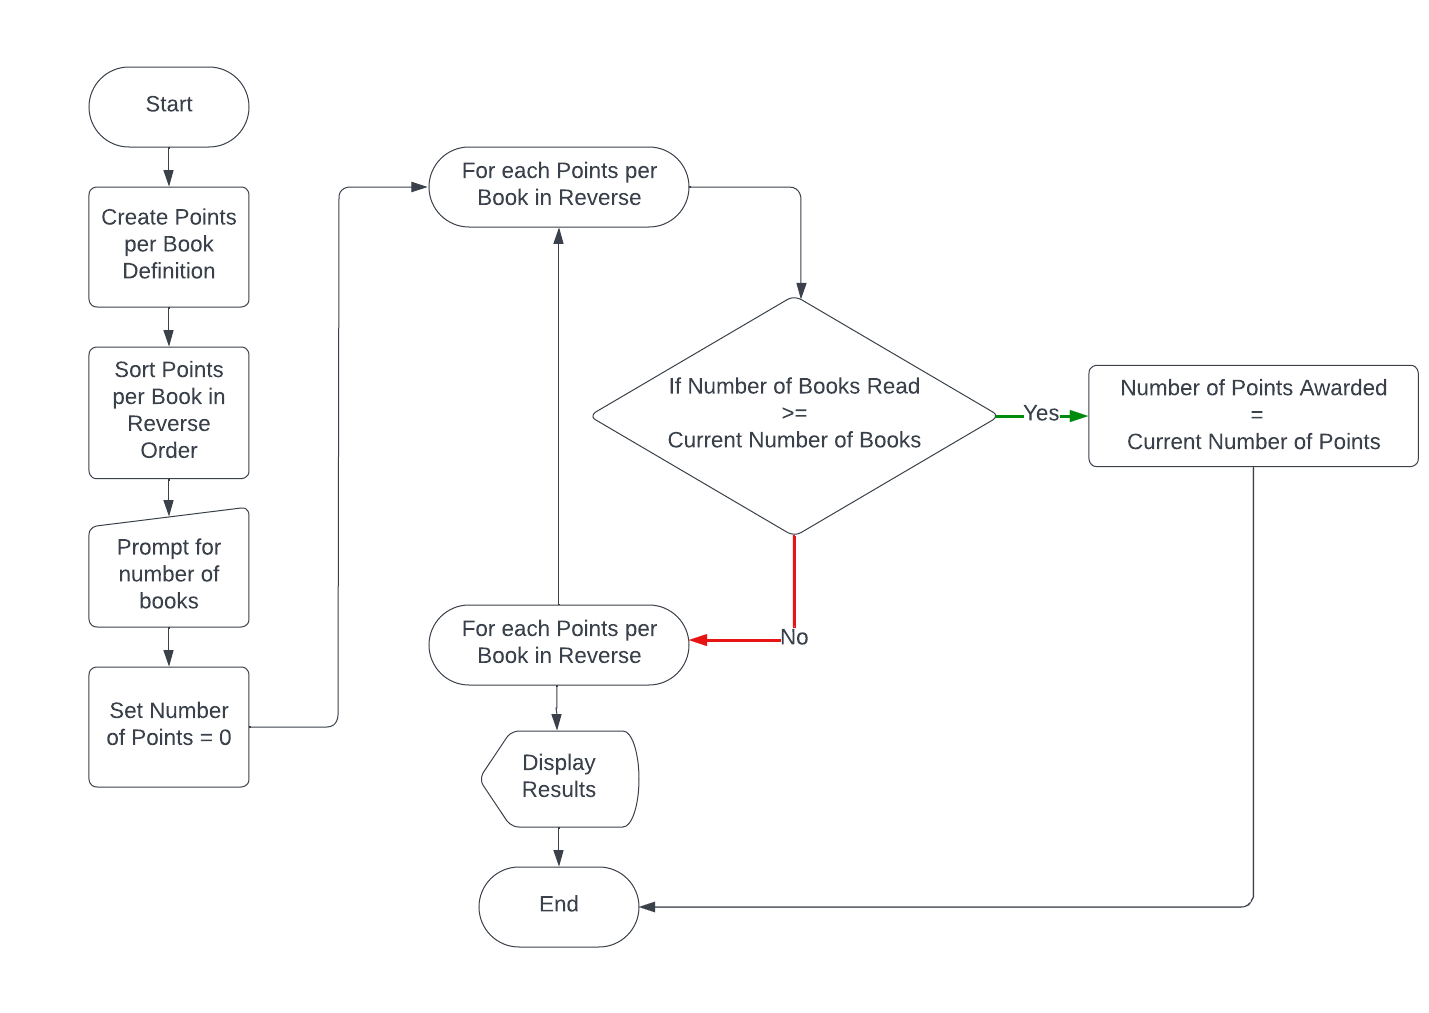 Start
Create Points
per Book
Definition
Sort Points
per Book in
Reverse
Order
Prompt for
number of
books
Set Number
of Points = 0
For each Points per
Book in Reverse
If Number of Books Read
>=
Current Number of Books
Yes
Number of Points Awarded
=
Current Number of Points
No
For each Points per
Book in Reverse
Display
Results
End